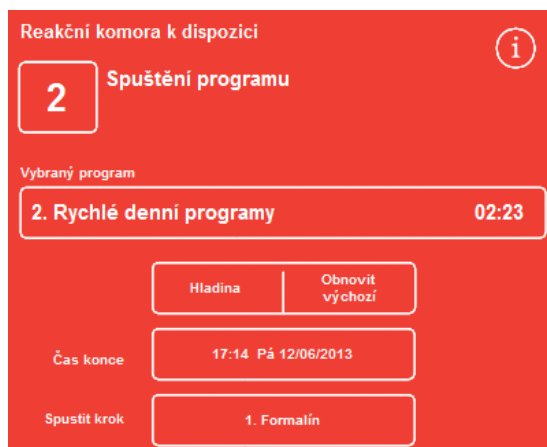 Reakční komora k dispozici
i
2
Spuštění programu
Vybraný program
2. Rychlé denní programy 02:23
Hladina
Obnovit
výchozí
Čas konce
17:14 Pá 12/06/2013
Spustit krok
1. Formalín